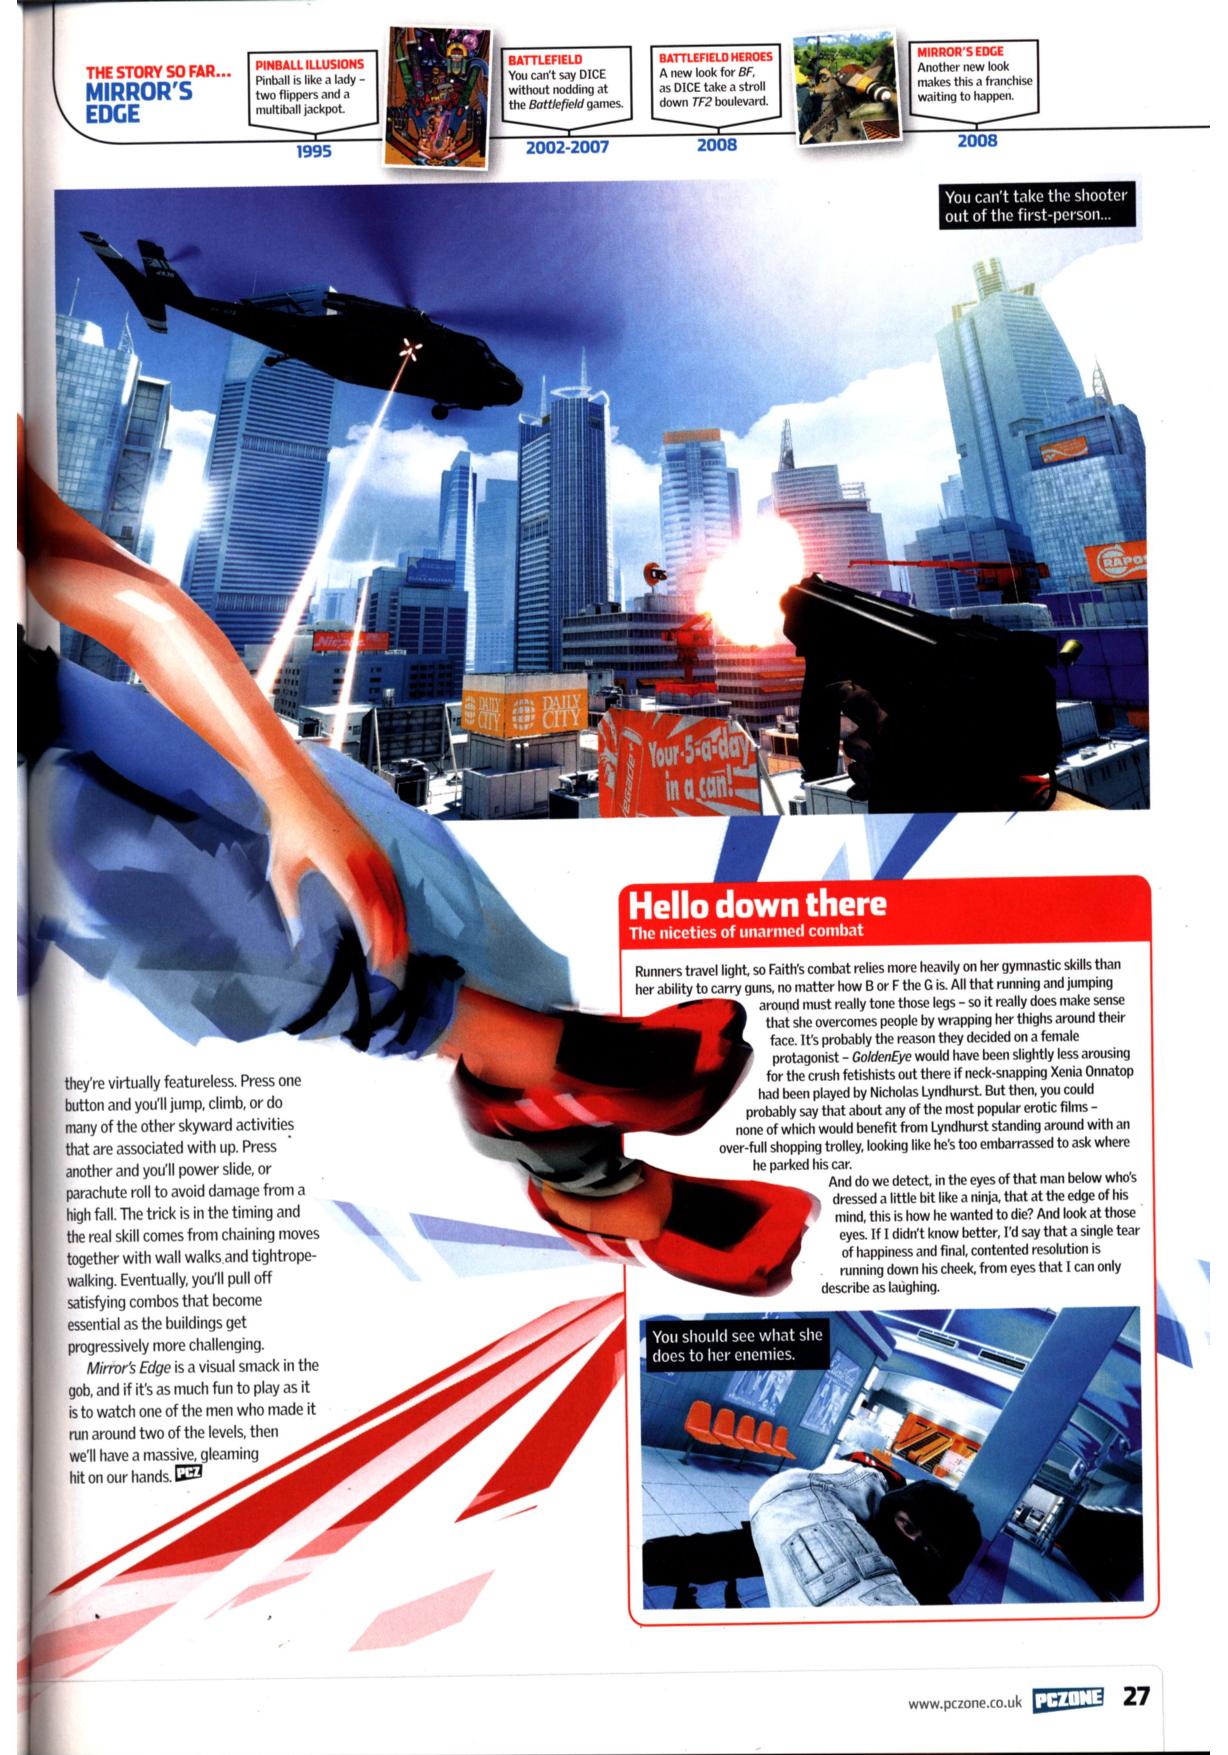 THE STORY SO FAR...
MIRROR'S
EDGE
PINBALL ILLUSIONS
Pinball is like a lady –
two flippers and a
multiball jackpot.
1995
BATTLEFIELD
You can't say DICE
without nodding at
the Battlefield games.
2002-2007
BATTLEFIELD HEROES
A new look for BF,
as DICE take a stroll
down TF2 boulevard.
2008
MIRROR'S EDGE
Another new look
makes this a franchise
waiting to happen.
2008
You can't take the shooter
out of the first-person...
RAPO
DAILY
CITY
DAILY
CITY
Your-5-a-day
in a can!
they're virtually featureless. Press one
button and you'll jump, climb, or do
many of the other skyward activities
that are associated with up. Press
another and you'll power slide, or
parachute roll to avoid damage from a
high fall. The trick is in the timing and
the real skill comes from chaining moves
together with wall walks and tightrope-
walking. Eventually, you'll pull off
satisfying combos that become
essential as the buildings get
progressively more challenging.
Mirror's Edge is a visual smack in the
gob, and if it's as much fun to play as it
is to watch one of the men who made it
run around two of the levels, then
we'll have a massive, gleaming
hit on our hands. PCZ
Hello down there
The niceties of unarmed combat
Runners travel light, so Faith's combat relies more heavily on her gymnastic skills than
her ability to carry guns, no matter how B or F the G is. All that running and jumping
around must really tone those legs – so it really does make sense
that she overcomes people by wrapping her thighs around their
face. It's probably the reason they decided on a female
protagonist – GoldenEye would have been slightly less arousing
for the crush fetishists out there if neck-snapping Xenia Onnatop
had been played by Nicholas Lyndhurst. But then, you could
probably say that about any of the most popular erotic films –
none of which would benefit from Lyndhurst standing around with an
over-full shopping trolley, looking like he's too embarrassed to ask where
he parked his car.
And do we detect, in the eyes of that man below who's
dressed a little bit like a ninja, that at the edge of his
mind, this is how he wanted to die? And look at those
eyes. If I didn't know better, I'd say that a single tear
of happiness and final, contented resolution is
running down his cheek, from eyes that I can only
describe as laughing.
You should see what she
does to her enemies.
www.pczone.co.uk PCZONE 27